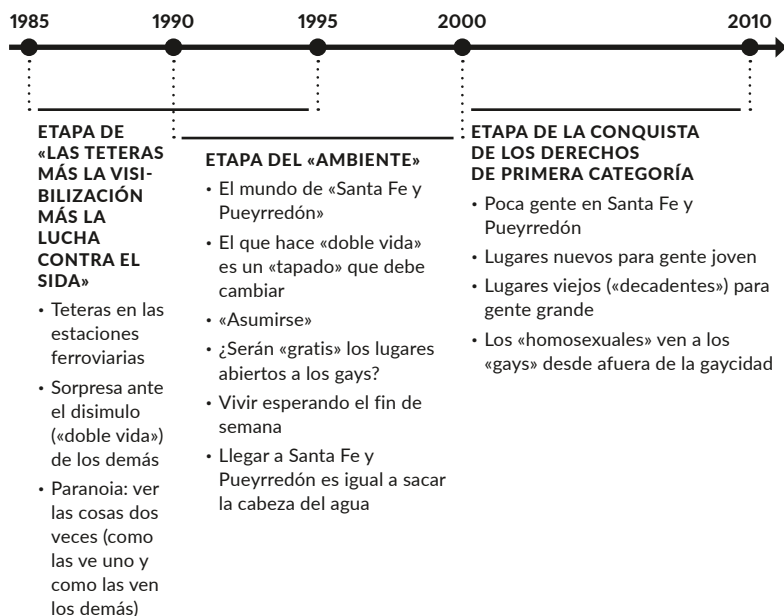 1985 1990 1995 2000 2010
ETAPA DE
«LAS TETERAS
MÁS LA VISI-
BILIZACIÓN
MÁS LA
LUCHA
CONTRA EL
SIDA»
• Teteras en las
estaciones
ferroviarias
• Sorpresa ante
el disimulo
(«doble vida»)
de los demás
• Paranoia: ver
las cosas dos
veces (como
las ve uno y
como las ven
los demás)
ETAPA DEL «AMBIENTE»
• El mundo de «Santa Fe y
Pueyrredón»
• El que hace «doble vida»
es un «tapado» que debe
cambiar
• «Asumirse»
• ¿Serán «gratis» los lugares
abiertos a los gays?
• Vivir esperando el fin de
semana
• Llegar a Santa Fe y
Pueyrredón es igual a sacar
la cabeza del agua
ETAPA DE LA CONQUISTA
DE LOS DERECHOS
DE PRIMERA CATEGORÍA
• Poca gente en Santa Fe y
Pueyrredón
• Lugares nuevos para gente joven
• Lugares viejos («decadentes») para
gente grande
• Los «homosexuales» ven a los
«gays» desde afuera de la gaycidad